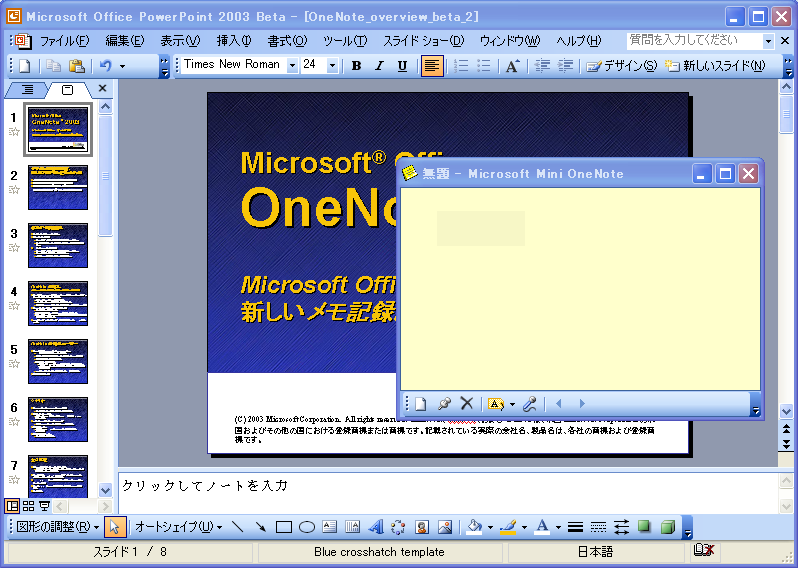 Microsoft Office PowerPoint 2003 Beta - [OneNote_overview_beta_2]
ファイル(F) 編集(E) 表示(V) 挿入(I) 書式(O) ツール(T) スライド ショー(D) ウィンドウ(W) ヘルプ(H) 質問を入力してください
Times New Roman 24 B I U A デザイン(S) 新しいスライド(N)
1
2
3
4
5
6
7
Microsoft® Offi
OneNo
Microsoft Offi
新しいメモ記録
無題 - Microsoft Mini OneNote
(C) 2003 Microsoft Corporation. All rights
国およびその他の国における登録商標または商標です。記載されている実際の会社名、製品名は、各社の商標および登録商
標です。
クリックしてノートを入力
図形の調整(R) オートシェイプ(U)
スライド 1 / 8 Blue crosshatch template 日本語